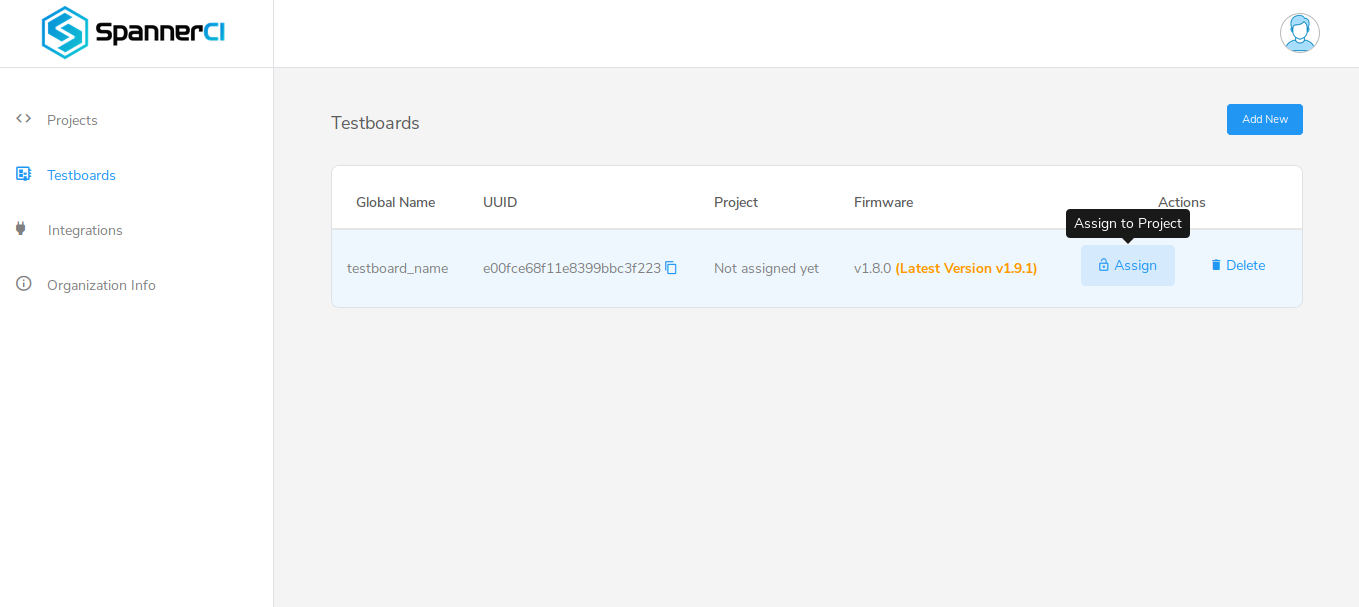 SpannerCI
Projects
Testboards
Integrations
Organization Info
Testboards
Add New
Global Name UUID Project Firmware Actions
Assign to Project
testboard_name e00fce68f11e8399bbc3f223 Not assigned yet v1.8.0 (Latest Version v1.9.1) Assign Delete